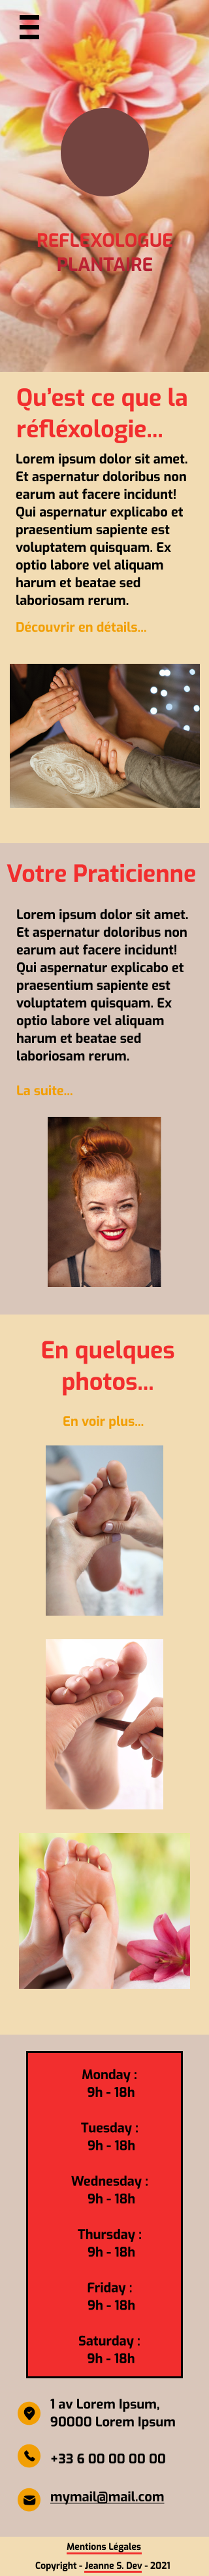 REFLEXOLOGUE
PLANTAIRE
Qu'est ce que la
réfléxologie...
Lorem ipsum dolor sit amet.
Et aspernatur doloribus non
earum aut facere incidunt!
Qui aspernatur explicabo et
praesentium sapiente est
voluptatem quisquam. Ex
optio labore vel aliquam
harum et beatae sed
laboriosam rerum.
Découvrir en détails...
Votre Praticienne
Lorem ipsum dolor sit amet.
Et aspernatur doloribus non
earum aut facere incidunt!
Qui aspernatur explicabo et
praesentium sapiente est
voluptatem quisquam. Ex
optio labore vel aliquam
harum et beatae sed
laboriosam rerum.
La suite...
En quelques
photos...
En voir plus...
Monday :
9h - 18h
Tuesday :
9h - 18h
Wednesday :
9h - 18h
Thursday :
9h - 18h
Friday :
9h - 18h
Saturday :
9h - 18h
1 av Lorem Ipsum,
90000 Lorem Ipsum
+33 6 00 00 00 00
mymail@mail.com
Mentions Légales
Copyright - Jeanne S. Dev - 2021